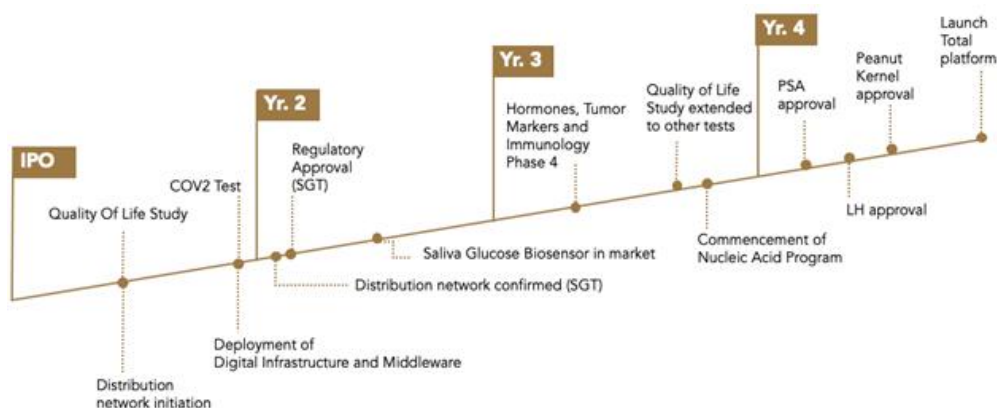 IPO
Quality Of Life Study
Distribution
network initiation
COV2 Test
Deployment of
Digital Infrastructure and Middleware
Yr. 2
Regulatory
Approval
(SGT)
Distribution network confirmed (SGT)
Saliva Glucose Biosensor in market
Yr. 3
Hormones, Tumor
Markers and
Immunology
Phase 4
Quality of Life
Study extended
to other tests
Commencement of
Nucleic Acid Program
Yr. 4
PSA
approval
LH approval
Peanut
Kernel
approval
Launch
Total
platform